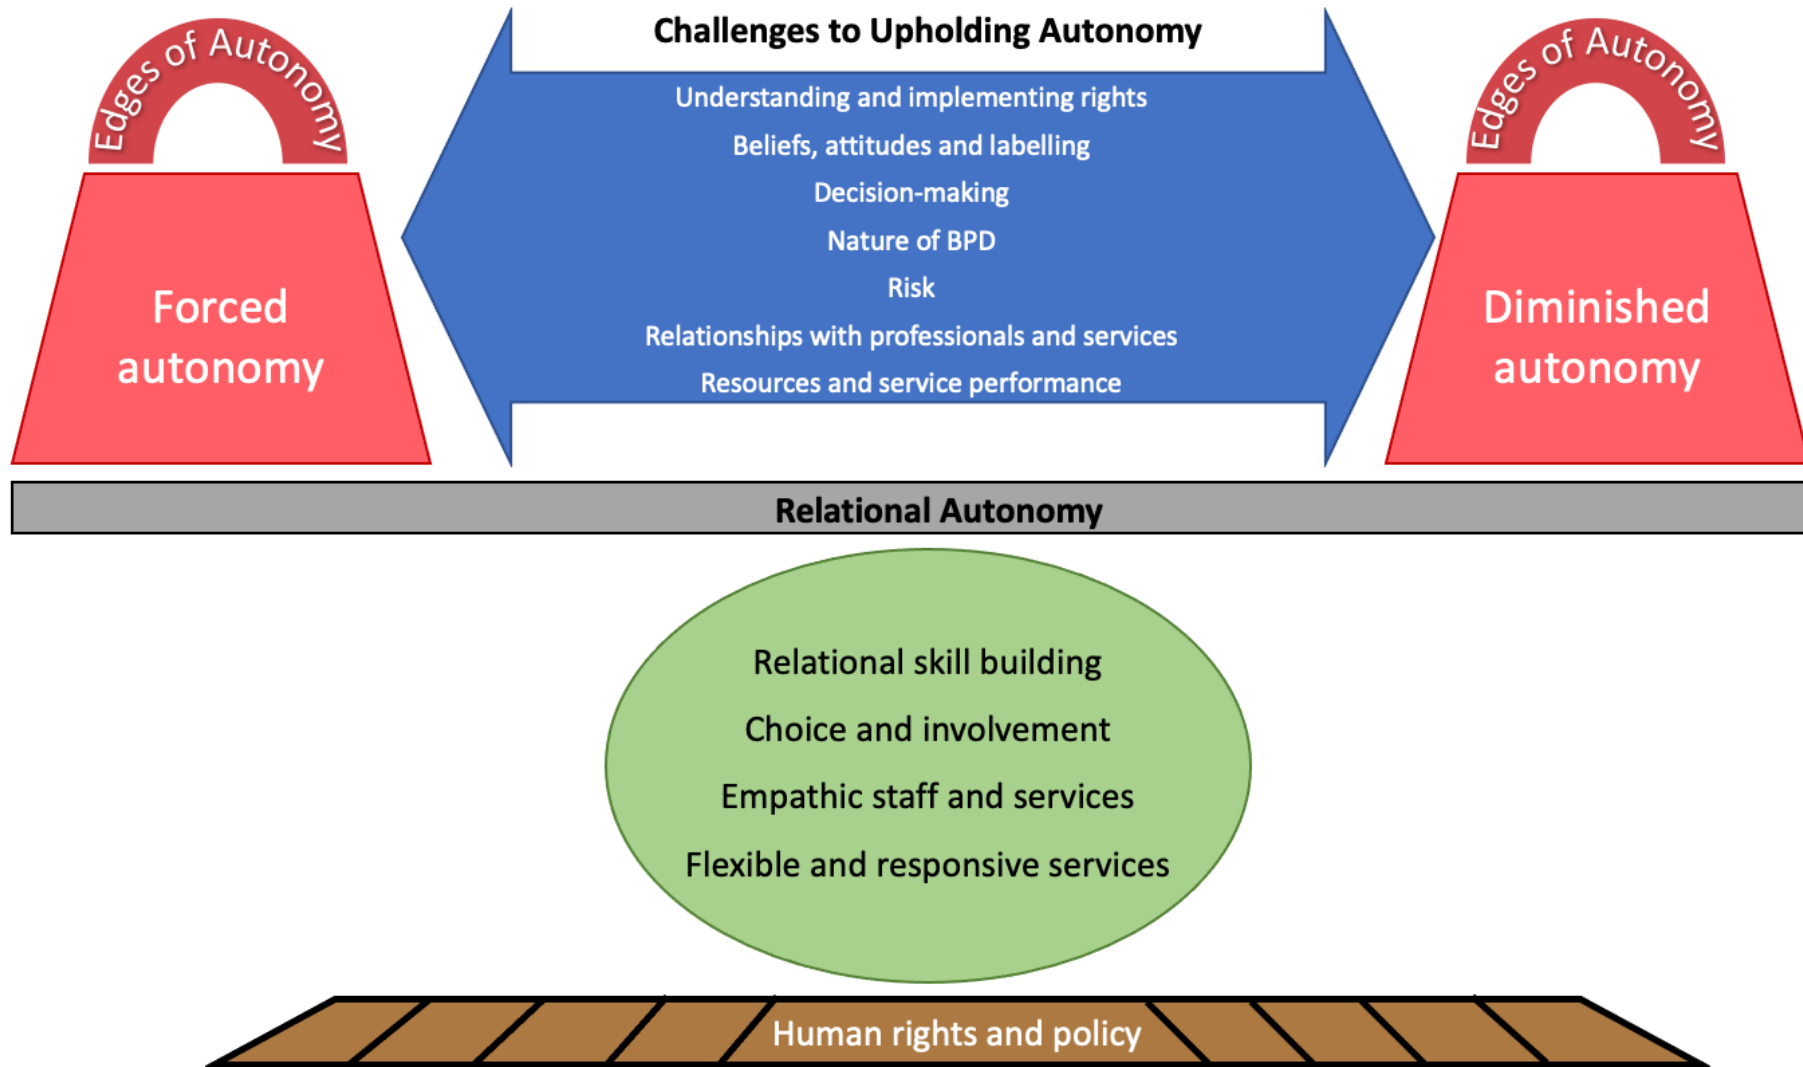 Edges of Autonomy
Challenges to Upholding Autonomy
Edges of Autonomy
Understanding and implementing rights
Beliefs, attitudes and labelling
Decision-making
Nature of BPD
Risk
Relationships with professionals and services
Resources and service performance
Forced
autonomy
Diminished
autonomy
Relational Autonomy
Relational skill building
Choice and involvement
Empathic staff and services
Flexible and responsive services
Human rights and policy